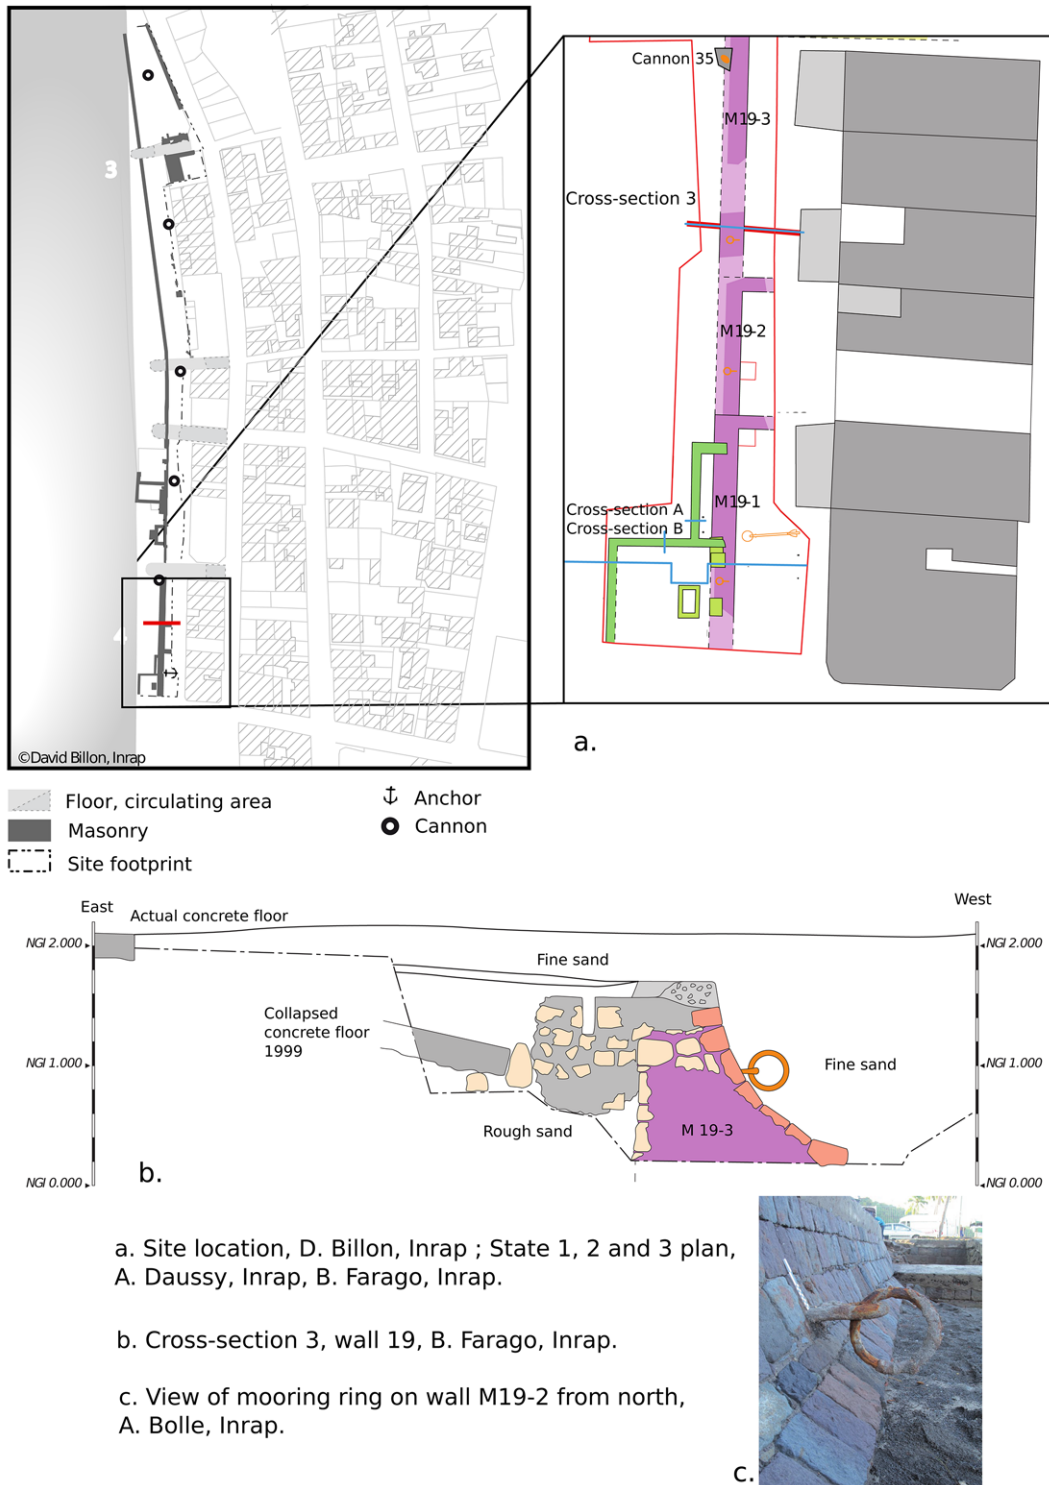 3
4
©David Billon, Inrap
Cannon 35
M19-3
Cross-section 3
M19-2
M19-1
Cross-section A
Cross-section B
a.
Floor, circulating area
Masonry
Site footprint
Anchor
Cannon
East
West
Actual concrete floor
NGI 2.000
NGI 2.000
Fine sand
Collapsed
concrete floor
1999
NGI 1.000
NGI 1.000
Fine sand
Rough sand
M 19-3
NGI 0.000
NGI 0.000
b.
a. Site location, D. Billon, Inrap ; State 1, 2 and 3 plan,
A. Daussy, Inrap, B. Farago, Inrap.
b. Cross-section 3, wall 19, B. Farago, Inrap.
c. View of mooring ring on wall M19-2 from north,
A. Bolle, Inrap.
c.